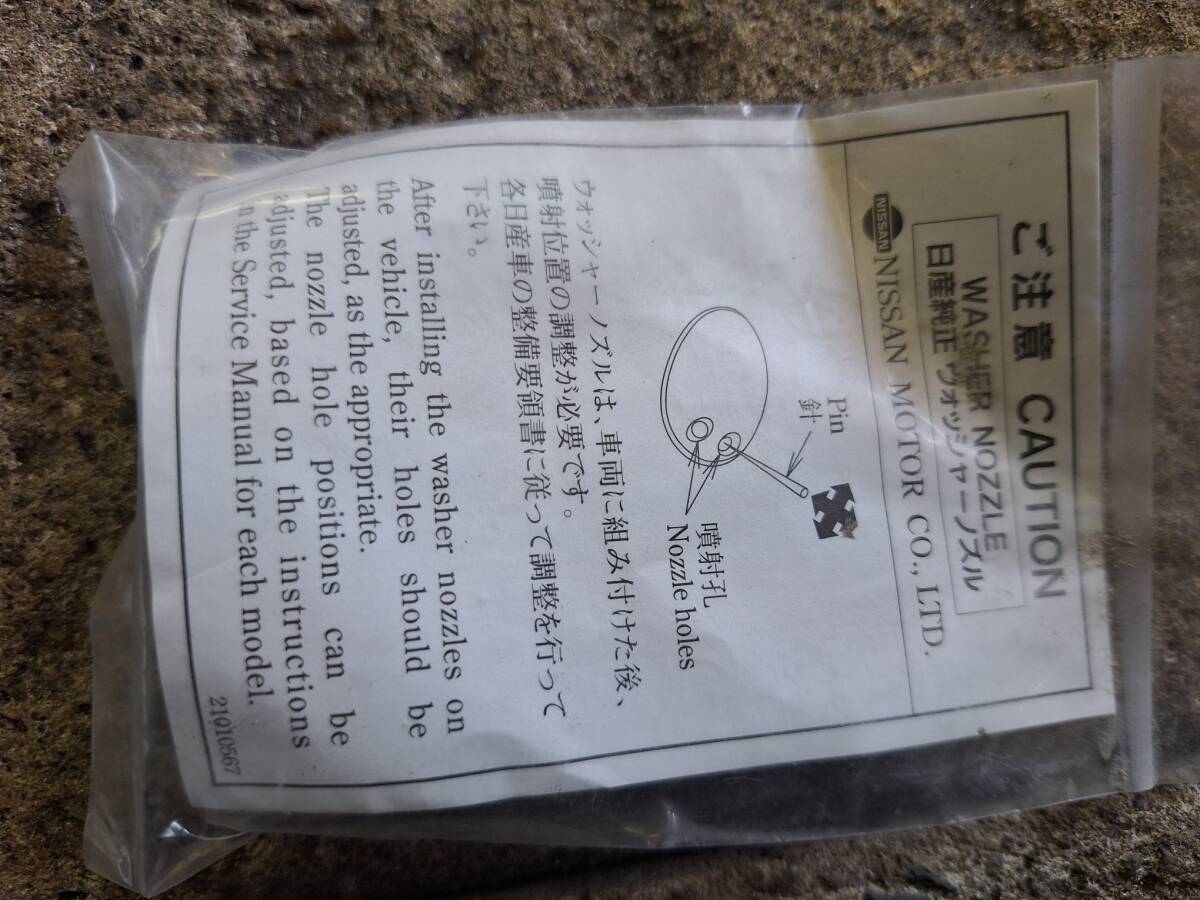 ご注意 CAUTION
WASHER NOZZLE
日産純正 ウォッシャーノズル
NISSAN
NISSAN MOTOR CO., LTD.
Pin
針
噴射孔
Nozzle holes
ウォッシャーノズルは、車両に組み付けた後、
噴射位置の調整が必要です。
各日産車の整備要領書に従って調整を行って
下さい。
After installing the washer nozzles on
the vehicle, their holes should be
adjusted, as the appropriate.
The nozzle hole positions can be
adjusted, based on the instructions
in the Service Manual for each model.
21010567